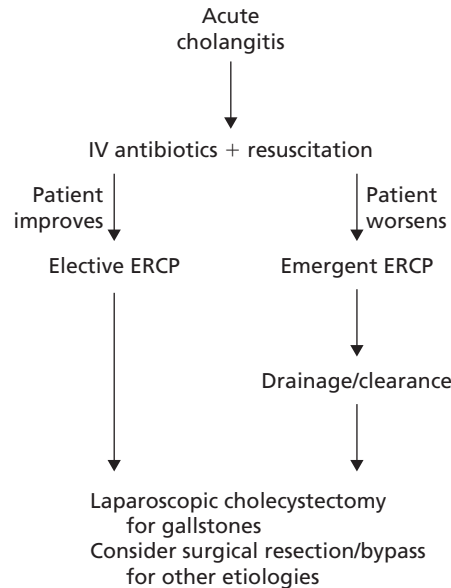 Acute
cholangitis
IV antibiotics + resuscitation
Patient
improves
Patient
worsens
Elective ERCP
Emergent ERCP
Drainage/clearance
Laparoscopic cholecystectomy
for gallstones
Consider surgical resection/bypass
for other etiologies